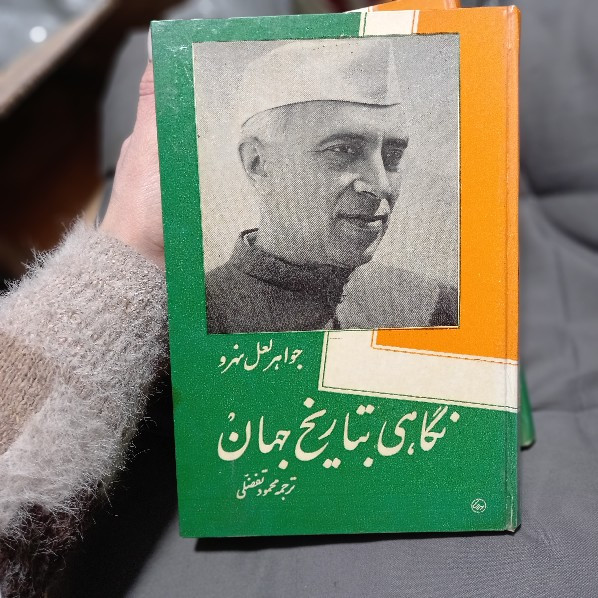 جواهر لعل نهرو
نگاهی بتاریخ جهان
ترجمه محمود تفضلی